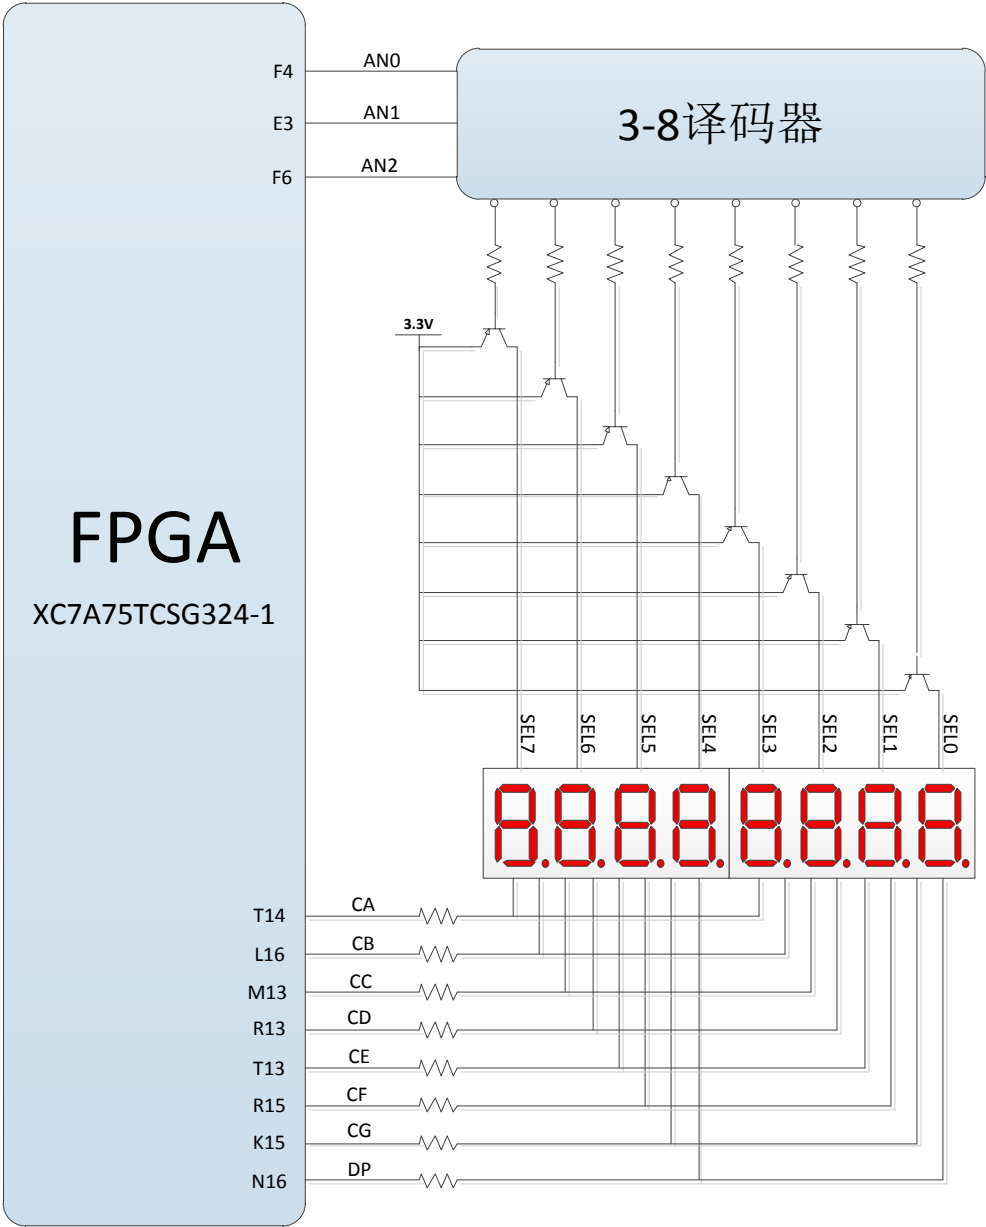 F4
AN0
E3
AN1
F6
AN2
3-8译码器
3.3V
FPGA
XC7A75TCSG324-1
SEL7
SEL6
SEL5
SEL4
SEL3
SEL2
SEL1
SEL0
T14
CA
L16
CB
M13
CC
R13
CD
T13
CE
R15
CF
K15
CG
N16
DP